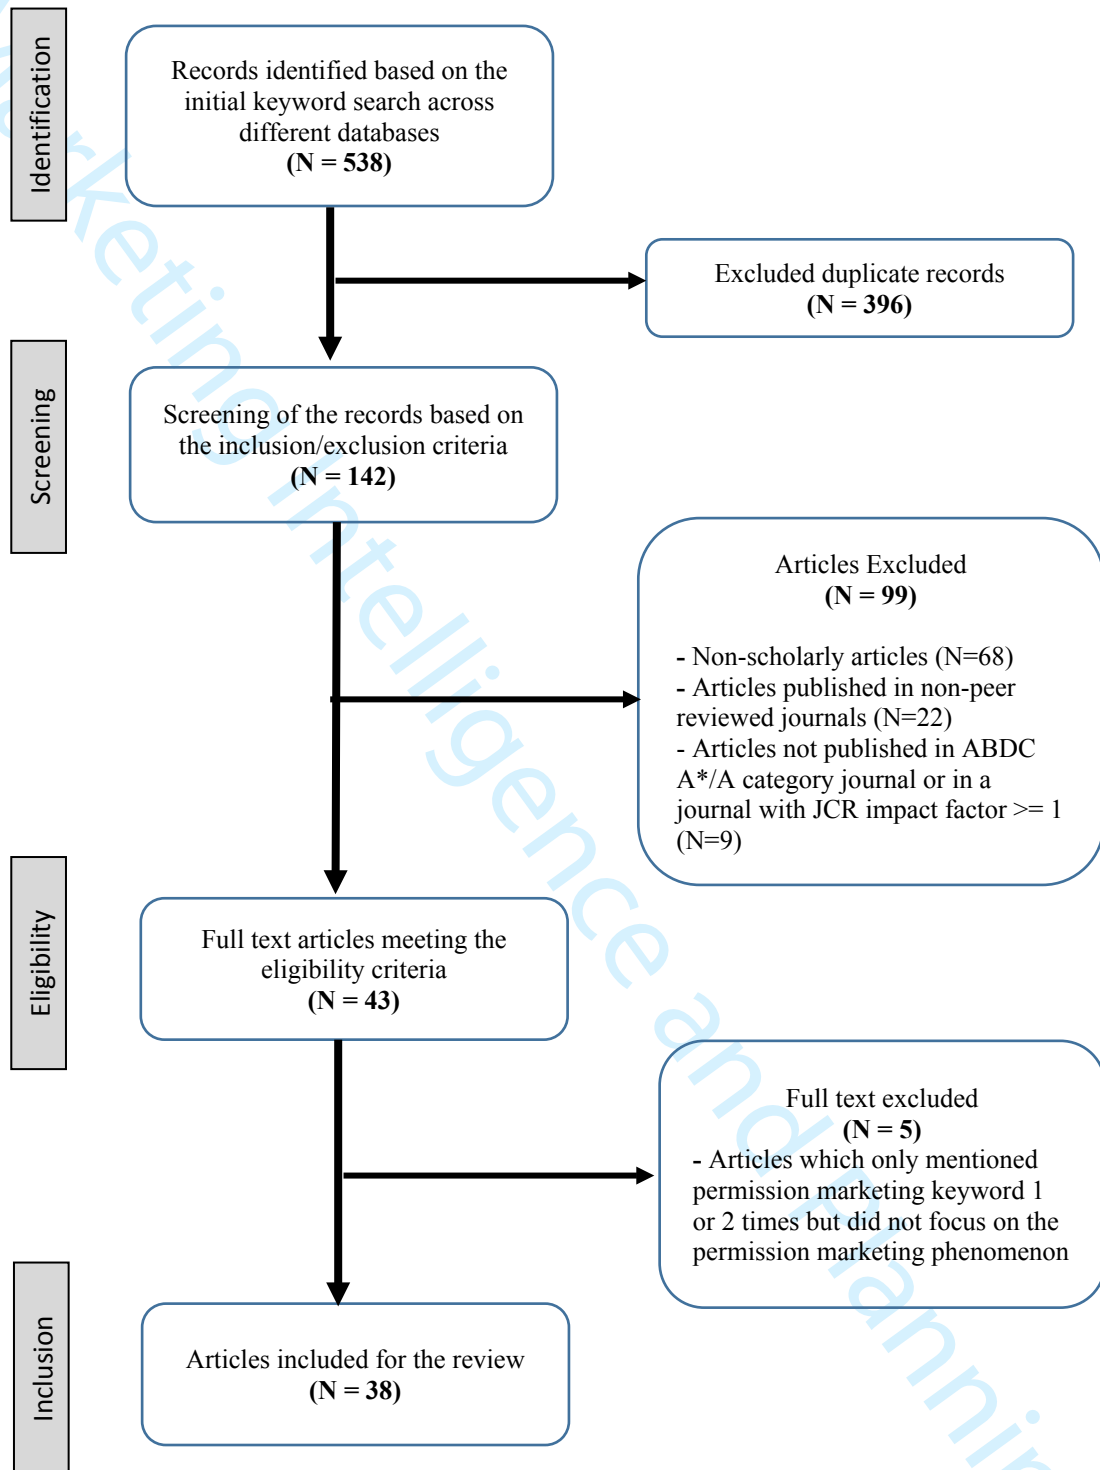 Identification
Records identified based on the
initial keyword search across
different databases
(N = 538)
Excluded duplicate records
(N = 396)
Screening
Screening of the records based on
the inclusion/exclusion criteria
(N = 142)
Articles Excluded
(N = 99)
- Non-scholarly articles (N=68)
- Articles published in non-peer
reviewed journals (N=22)
- Articles not published in ABDC
A*/A category journal or in a
journal with JCR impact factor >= 1
(N=9)
Eligibility
Full text articles meeting the
eligibility criteria
(N = 43)
Full text excluded
(N = 5)
- Articles which only mentioned
permission marketing keyword 1
or 2 times but did not focus on the
permission marketing phenomenon
Inclusion
Articles included for the review
(N = 38)
Marketing Intelligence and Planning